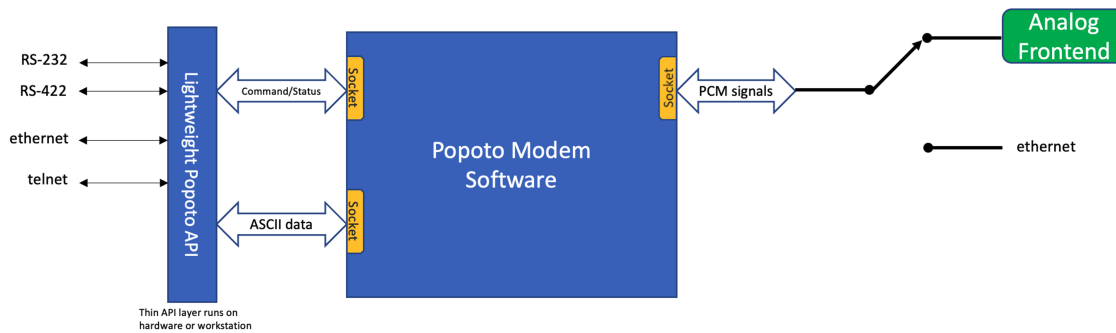 RS-232
RS-422
ethernet
telnet
Lightweight Popoto API
Thin API layer runs on
hardware or workstation
Command/Status
ASCII data
Socket
Socket
Popoto Modem
Software
Socket
PCM signals
Analog
Frontend
ethernet